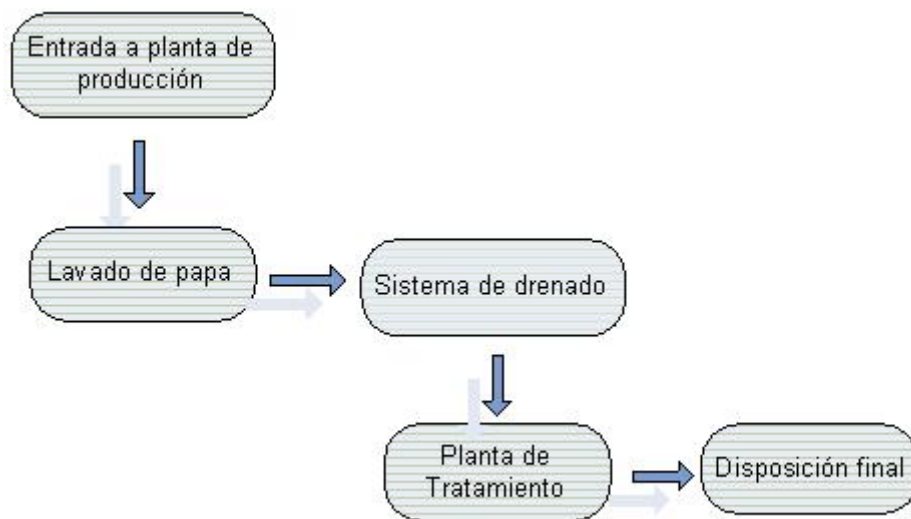 Entrada a planta de
producción
Lavado de papa
Sistema de drenado
Planta de
Tratamiento
Disposición final